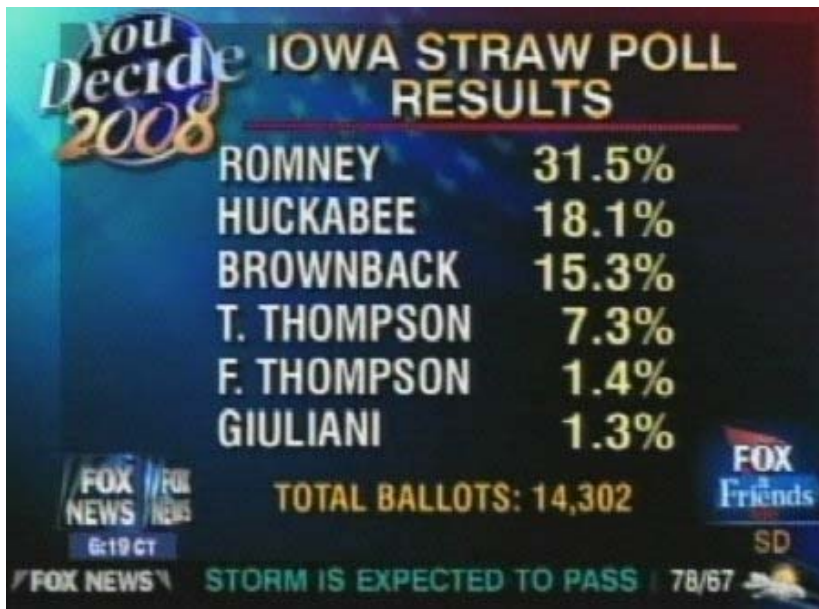 You
Decide
2008
IOWA STRAW POLL
RESULTS
ROMNEY 31.5%
HUCKABEE 18.1%
BROWNBACK 15.3%
T. THOMPSON 7.3%
F. THOMPSON 1.4%
GIULIANI 1.3%
TOTAL BALLOTS: 14,302
FOX
NEWS
FOX
NEWS
6:19 CT
FOX
&
Friends
SD
FOX NEWS STORM IS EXPECTED TO PASS 78/67